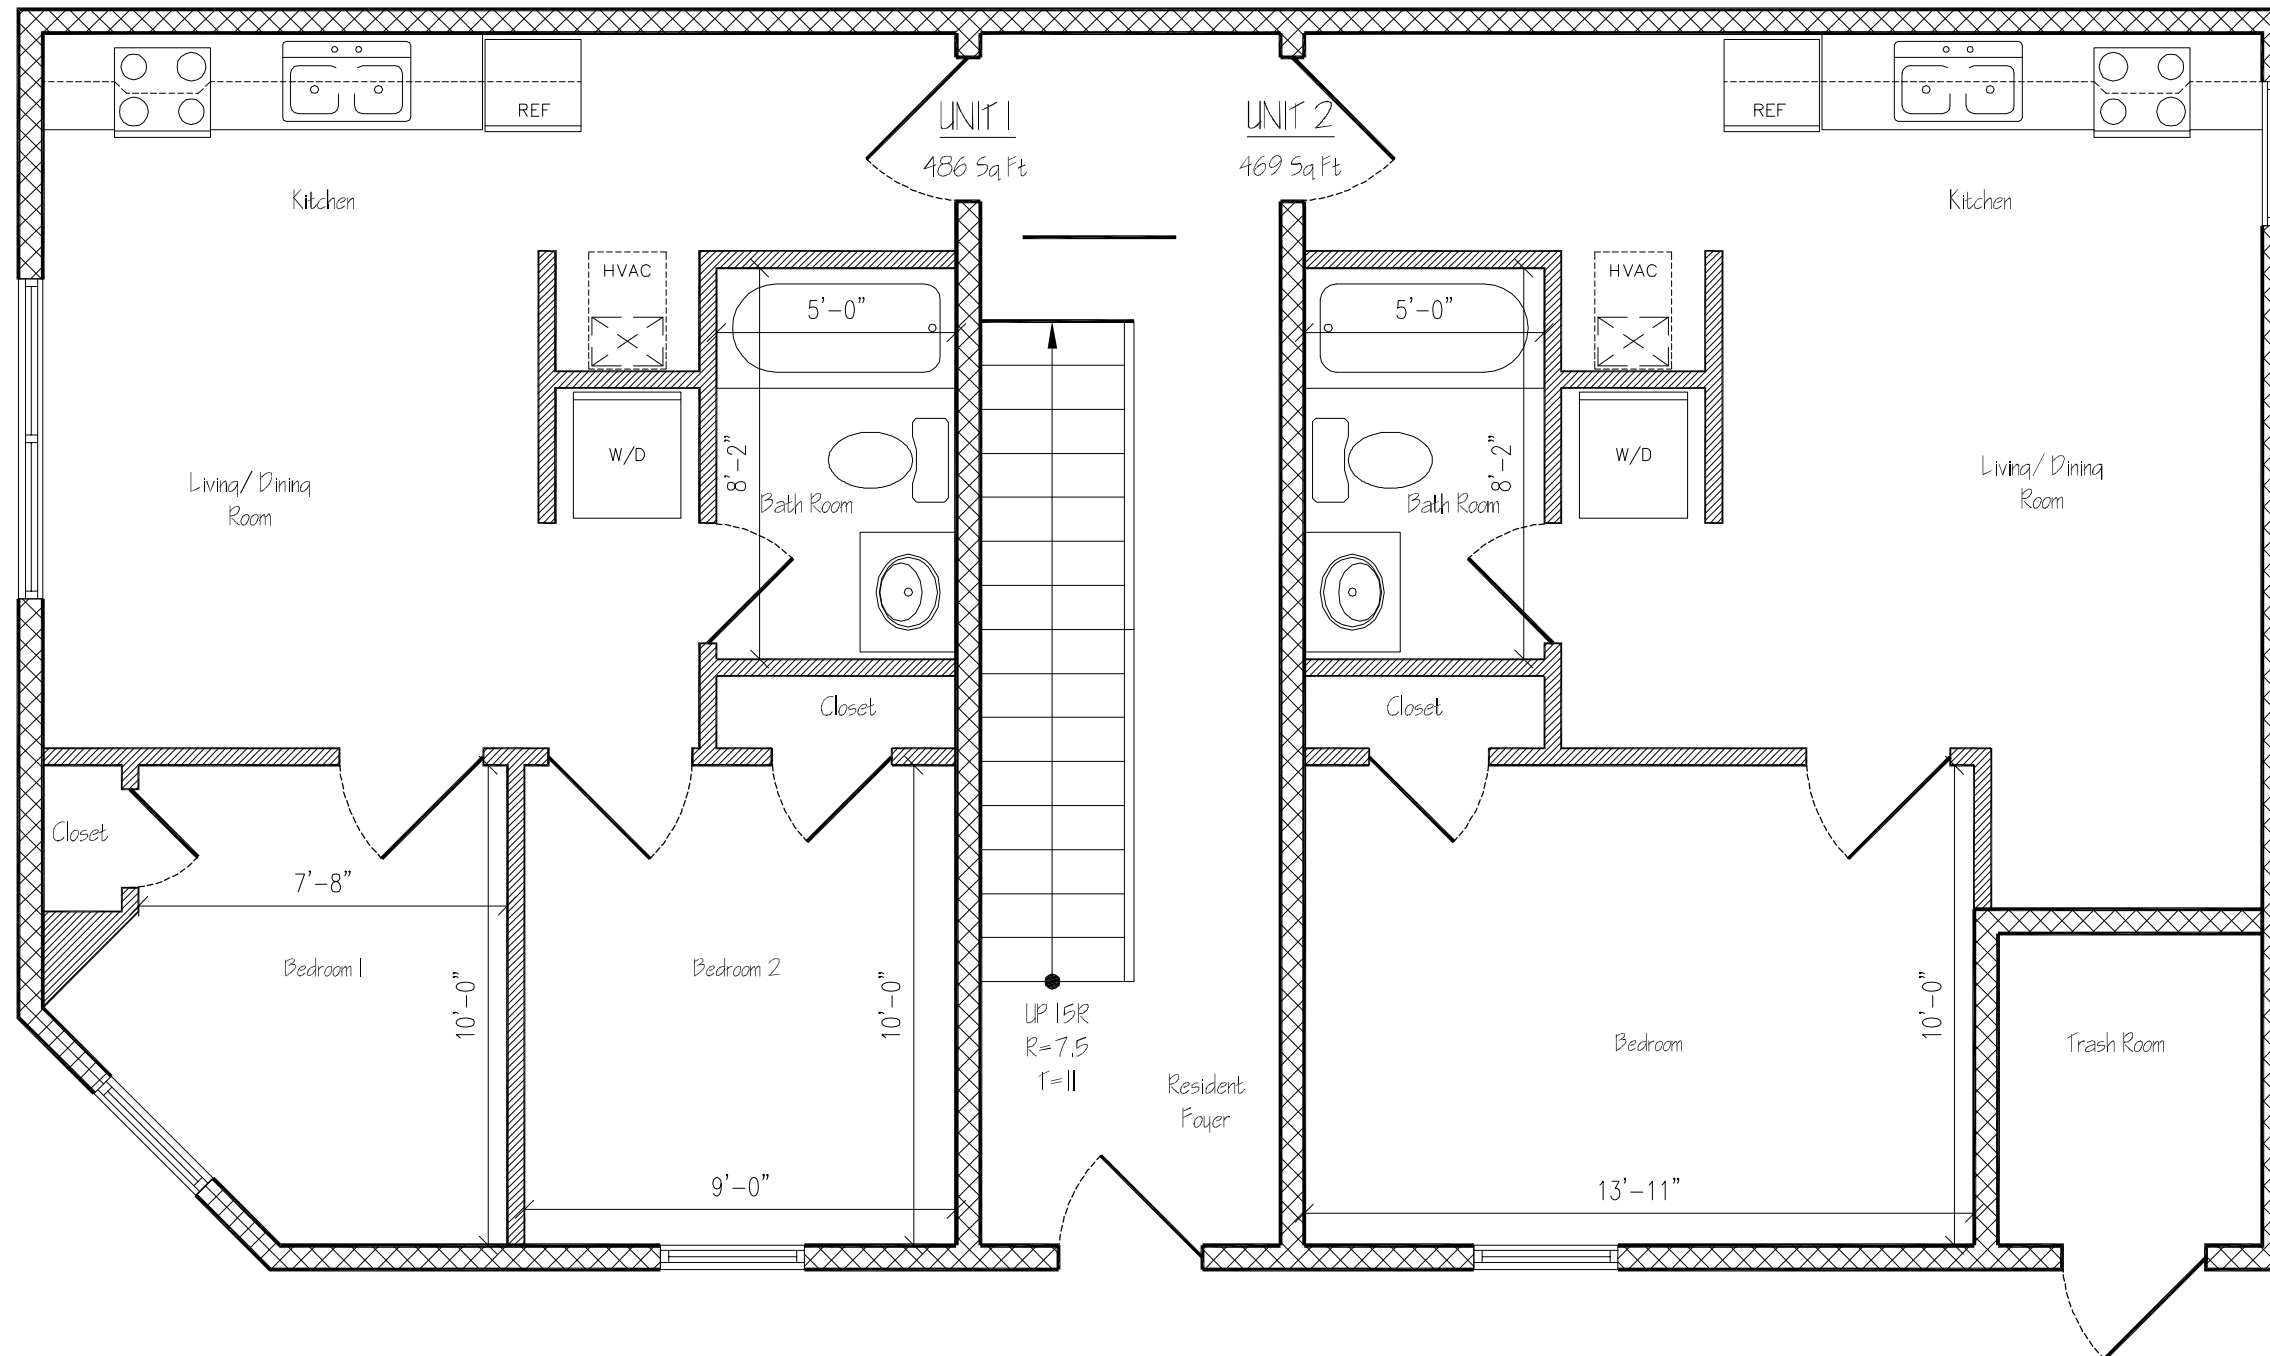 REF
UNIT 1
486 Sq Ft
UNIT 2
469 Sq Ft
REF
Kitchen
Kitchen
HVAC
5'-0"
5'-0"
HVAC
W/D
8'-2"
Bath Room
Living/ Dining
Room
W/D
8'-2"
Bath Room
Living/ Dining
Room
Closet
Closet
Closet
7'-8"
Bedroom 1
10'-0"
Bedroom 2
10'-0"
UP 15R
R=7.5
T=11
Resident
Foyer
Bedroom
10'-0"
Trash Room
9'-0"
13'-11"